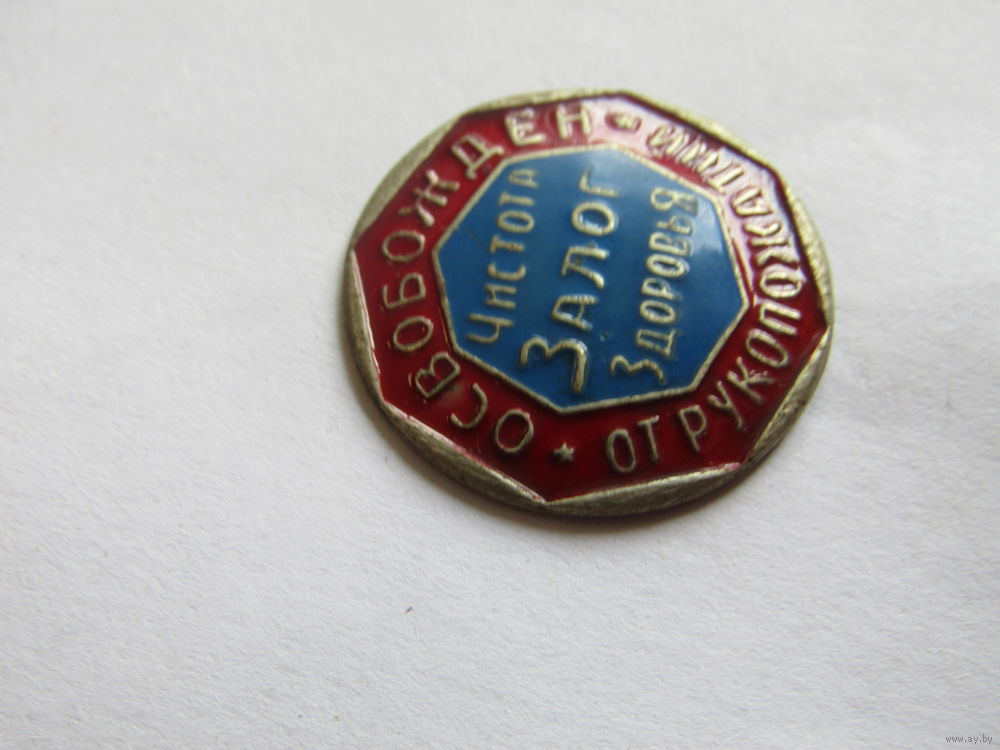 ОСВОБОЖДЕН * ОТ РУКОПОЖАТИЙ *
ЧИСТОТА
ЗАЛОГ
ЗДОРОВЬЯ
www.ay.by